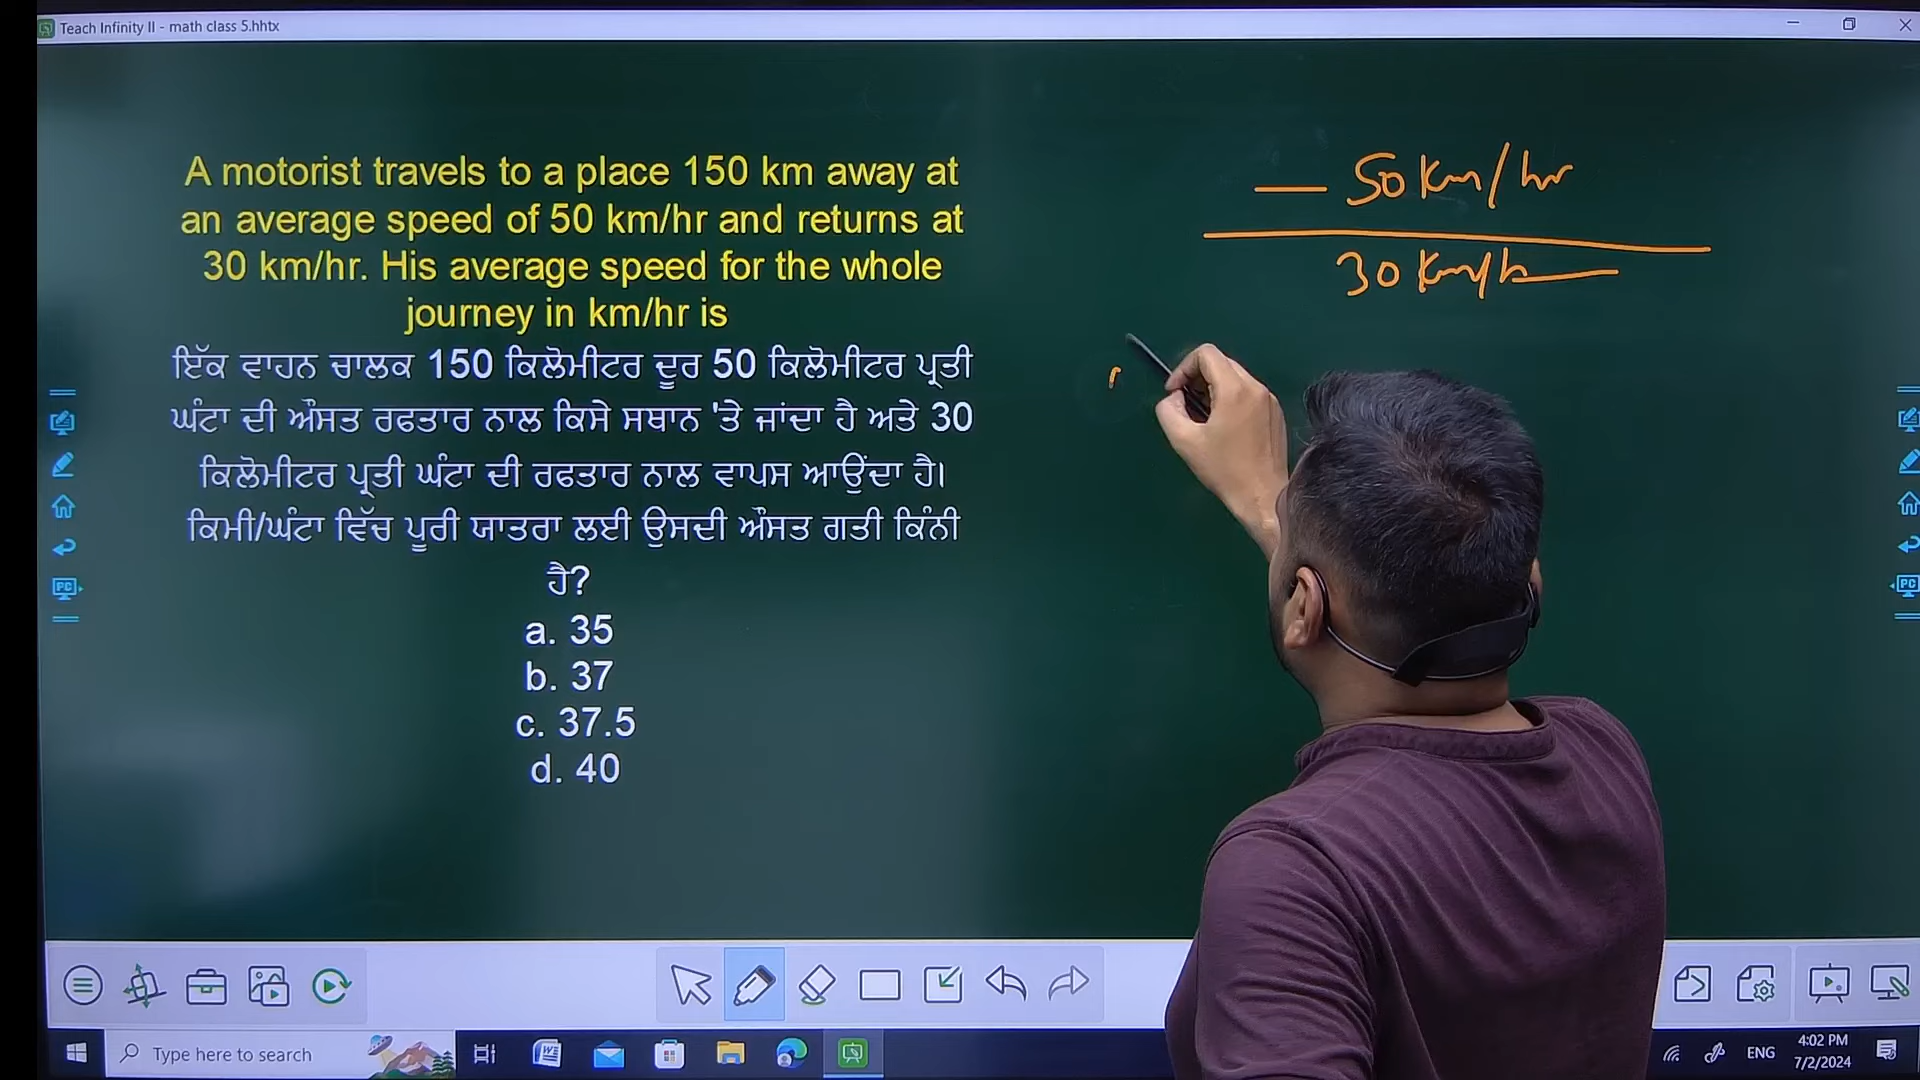 Teach Infinity II - math class 5.hhtx
A motorist travels to a place 150 km away at
an average speed of 50 km/hr and returns at
30 km/hr. His average speed for the whole
journey in km/hr is
ਇੱਕ ਵਾਹਨ ਚਾਲਕ 150 ਕਿਲੋਮੀਟਰ ਦੂਰ 50 ਕਿਲੋਮੀਟਰ ਪ੍ਰਤੀ
ਘੰਟਾ ਦੀ ਔਸਤ ਰਫਤਾਰ ਨਾਲ ਕਿਸੇ ਸਥਾਨ 'ਤੇ ਜਾਂਦਾ ਹੈ ਅਤੇ 30
ਕਿਲੋਮੀਟਰ ਪ੍ਰਤੀ ਘੰਟਾ ਦੀ ਰਫਤਾਰ ਨਾਲ ਵਾਪਸ ਆਉਂਦਾ ਹੈ।
ਕਿਮੀ/ਘੰਟਾ ਵਿੱਚ ਪੂਰੀ ਯਾਤਰਾ ਲਈ ਉਸਦੀ ਔਸਤ ਗਤੀ ਕਿੰਨੀ
ਹੈ?
a. 35
b. 37
c. 37.5
d. 40
50 km/hr
30 km/h
PC
PC
Type here to search
ENG
4:02 PM
7/2/2024